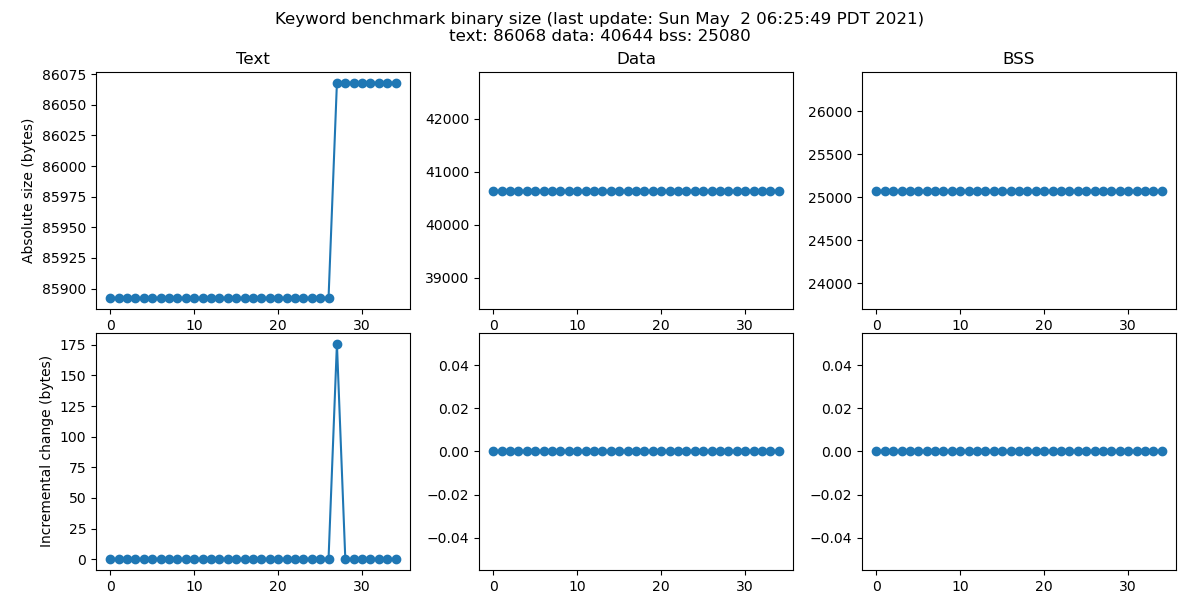 Keyword benchmark binary size (last update: Sun May  2 06:25:49 PDT 2021)
text: 86068 data: 40644 bss: 25080
Text
Data
BSS
Absolute size (bytes)
86075
86050
86025
86000
85975
85950
85925
85900
0 10 20 30
42000
41000
40000
39000
0 10 20 30
26000
25500
25000
24500
24000
0 10 20 30
Incremental change (bytes)
175
150
125
100
75
50
25
0
0 10 20 30
0.04
0.02
0.00
−0.02
−0.04
0 10 20 30
0.04
0.02
0.00
−0.02
−0.04
0 10 20 30